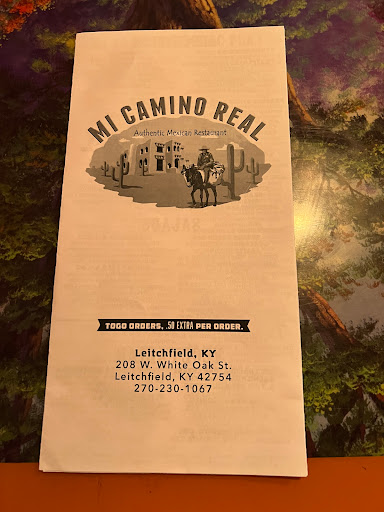 MI CAMINO REAL
Authentic Mexican Restaurant
TOGO ORDERS, .50 EXTRA PER ORDER.
Leitchfield, KY
208 W. White Oak St.
Leitchfield, KY 42754
270-230-1067